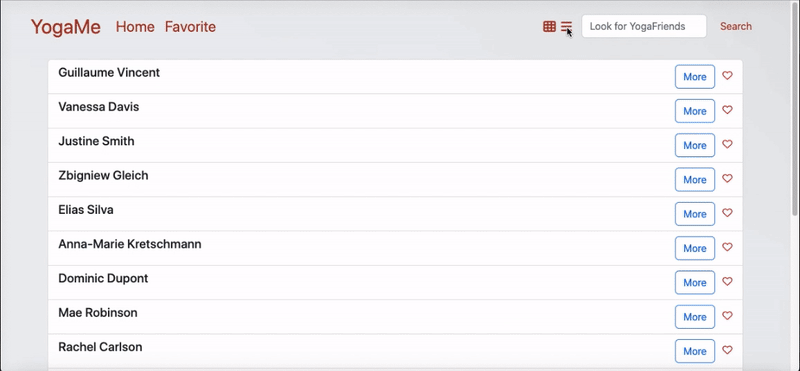 YogaMe Home Favorite Look for YogaFriends Search
Guillaume Vincent More
Vanessa Davis More
Justine Smith More
Zbigniew Gleich More
Elias Silva More
Anna-Marie Kretschmann More
Dominic Dupont More
Mae Robinson More
Rachel Carlson More